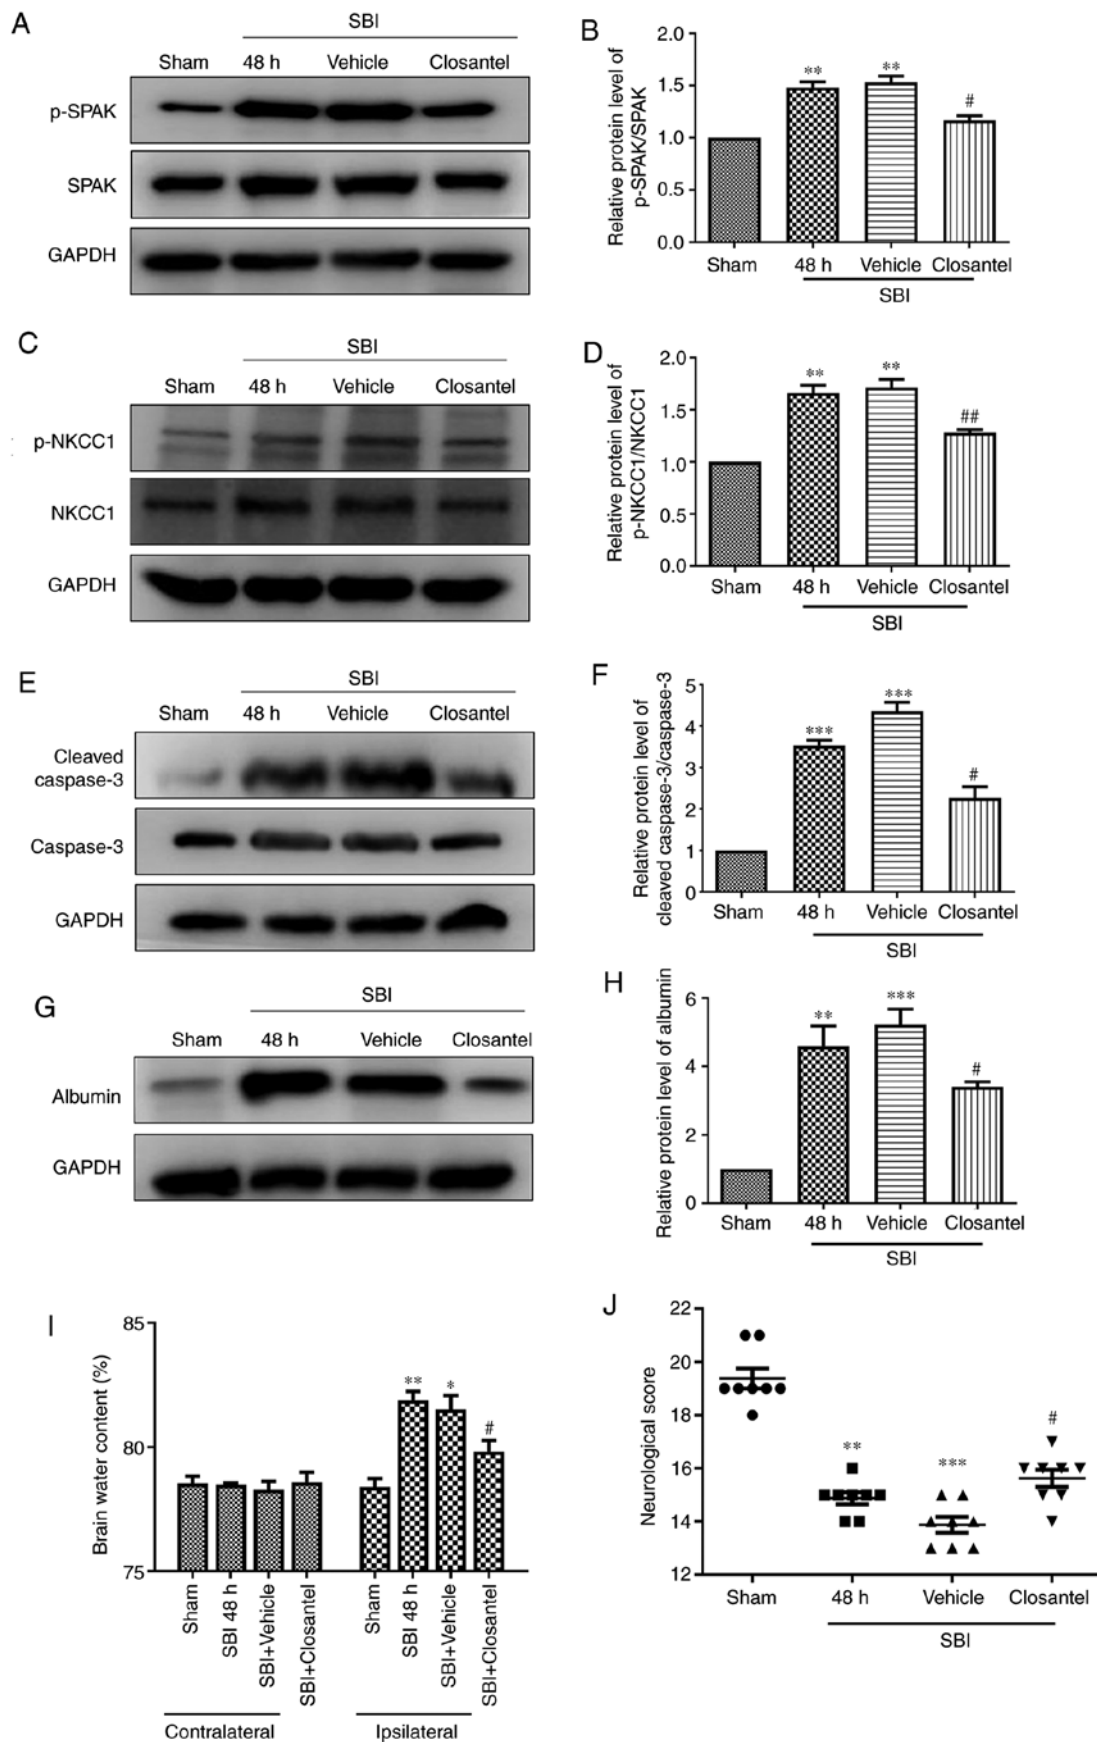 A
SBI
Sham 48 h Vehicle Closantel
p-SPAK
SPAK
GAPDH
B
Relative protein level of
p-SPAK/SPAK
2.0
1.5
1.0
0.5
0.0
**
**
#
Sham 48 h Vehicle Closantel
SBI
C
SBI
Sham 48 h Vehicle Closantel
p-NKCC1
NKCC1
GAPDH
D
Relative protein level of
p-NKCC1/NKCC1
2.0
1.5
1.0
0.5
0.0
**
**
##
Sham 48 h Vehicle Closantel
SBI
E
SBI
Sham 48 h Vehicle Closantel
Cleaved
caspase-3
Caspase-3
GAPDH
F
Relative protein level of
cleaved caspase-3/caspase-3
5
4
3
2
1
0
***
***
#
Sham 48 h Vehicle Closantel
SBI
G
SBI
Sham 48 h Vehicle Closantel
Albumin
GAPDH
H
Relative protein level of albumin
6
4
2
0
**
***
#
Sham 48 h Vehicle Closantel
SBI
I
Brain water content (%)
85
80
75
**
*
#
Sham
SBI 48 h
SBI+Vehicle
SBI+Closantel
Sham
SBI 48 h
SBI+Vehicle
SBI+Closantel
Contralateral Ipsilateral
J
Neurological score
22
20
18
16
14
12
**
***
#
Sham 48 h Vehicle Closantel
SBI